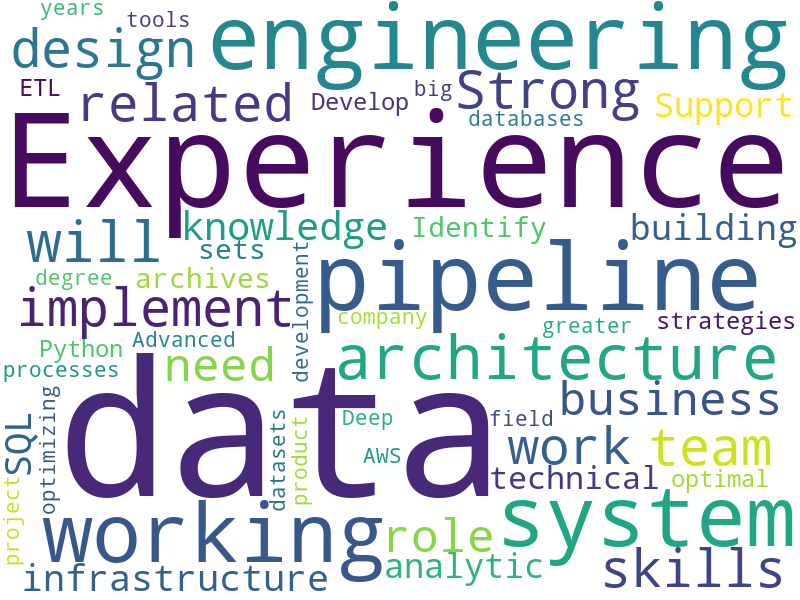 years
tools
design
engineering
ETL
related
Develop
big
Strong
databases
Support
Experience
will
knowledge
sets
Identify
building
degree
archives
development
pipeline
implement
company
greater
strategies
Python
Advanced
processes
need
architecture
data
optimizing
SQL
datasets
product
Deep
AWS
field
business
work
team
technical
optimal
project
working
role
system
infrastructure
analytic
skills